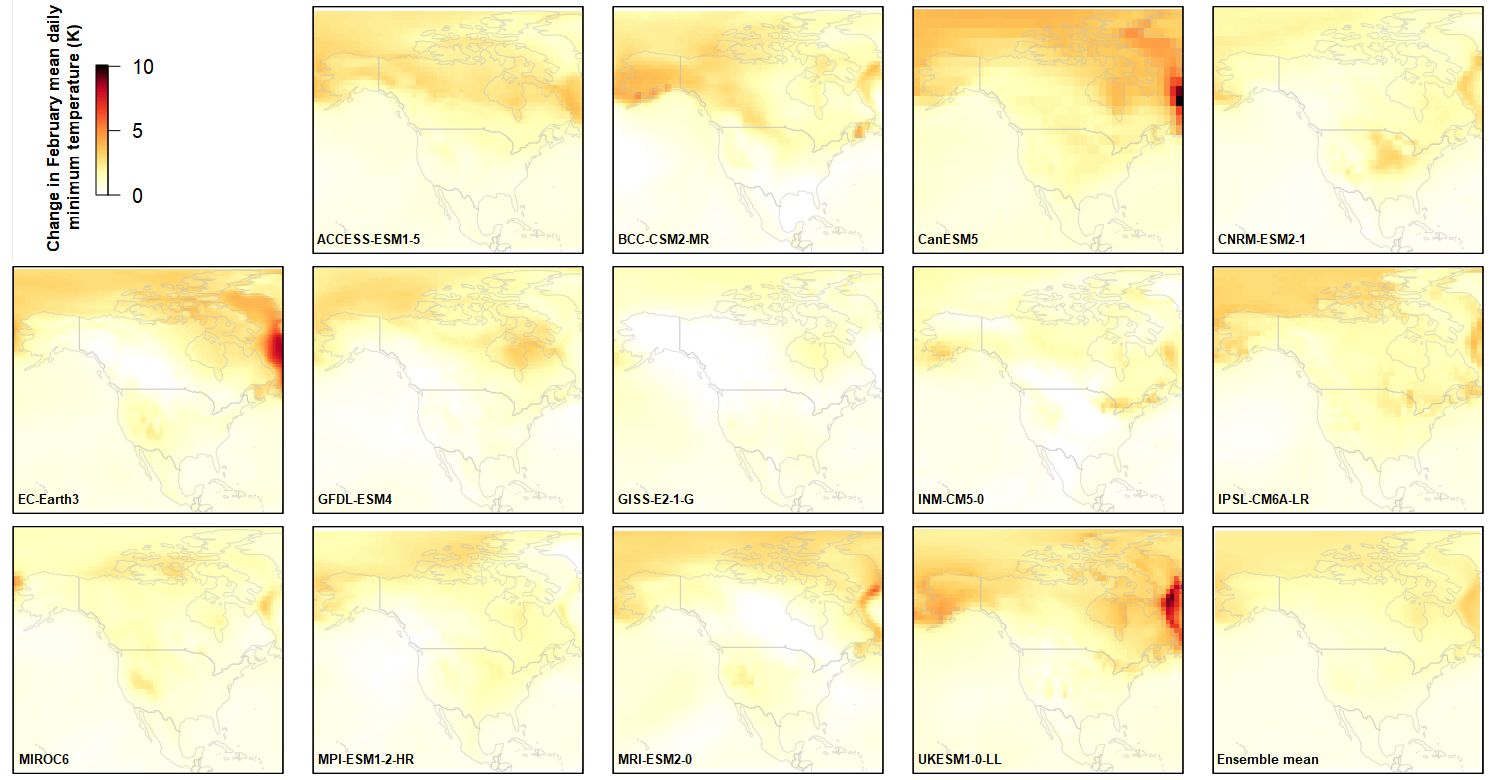 Change in February mean daily
minimum temperature (K)
10
5
0
ACCESS-ESM1-5
BCC-CSM2-MR
CanESM5
CNRM-ESM2-1
EC-Earth3
GFDL-ESM4
GISS-E2-1-G
INM-CM5-0
IPSL-CM6A-LR
MIROC6
MPI-ESM1-2-HR
MRI-ESM2-0
UKESM1-0-LL
Ensemble mean